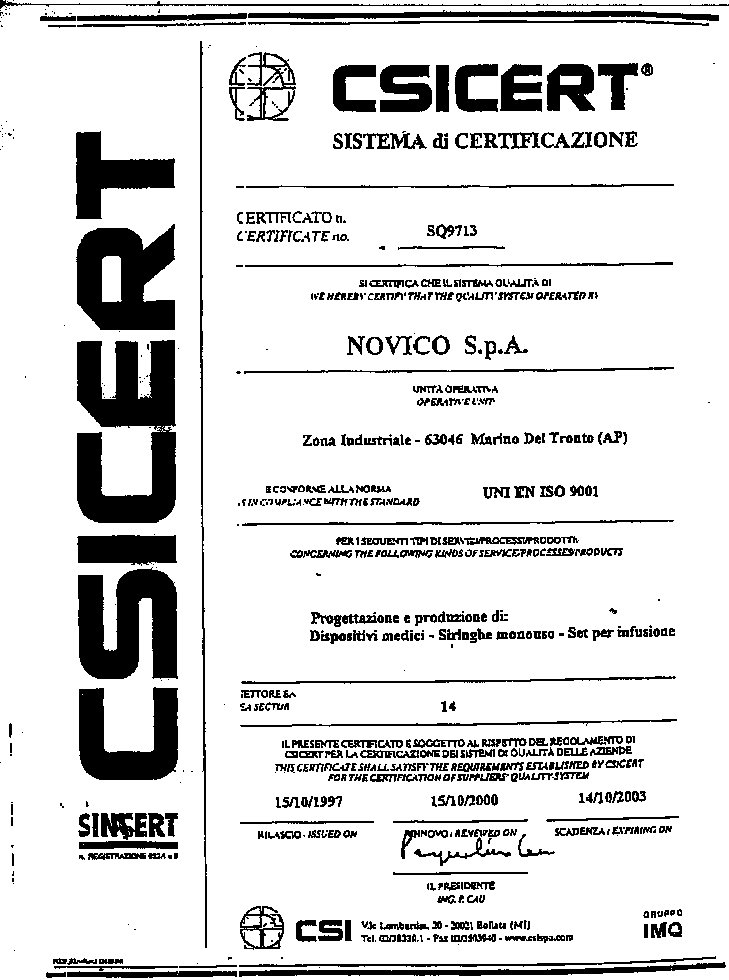 CSICERT®
SISTEMA di CERTIFICAZIONE
CERTIFICATO n.
CERTIFICATE no.
SQ9713
SI CERTIFICA CHE IL SISTEMA QUALITÀ DI
WE HEREBY CERTIFY THAT THE QUALITY SYSTEM OPERATED BY
NOVICO S.p.A.
UNITÀ OPERATIVA
OPERATIVE UNIT
Zona Industriale - 63046 Marino Del Tronto (AP)
E CONFORME ALLA NORMA
IS IN COMPLIANCE WITH THE STANDARD
UNI EN ISO 9001
PER I SEGUENTI TIPI DI SERVIZI/PROCESSI/PRODOTTI
CONCERNING THE FOLLOWING KINDS OF SERVICE/PROCESSES/PRODUCTS
Progettazione e produzione di:
Dispositivi medici - Siringhe monouso - Set per infusione
SETTORE EA
EA SECTOR
14
IL PRESENTE CERTIFICATO E SOGGETTO AL RISPETTO DEL REGOLAMENTO DI
CSICERT PER LA CERTIFICAZIONE DEI SISTEMI DI QUALITÀ DELLE AZIENDE
THIS CERTIFICATE SHALL SATISFY THE REQUIREMENTS ESTABLISHED BY CSICERT
FOR THE CERTIFICATION OF SUPPLIERS' QUALITY SYSTEM
15/10/1997 15/10/2000 14/10/2003
RILASCIO - ISSUED ON
RINNOVO / RENEWED ON
SCADENZA / EXPIRING ON
IL PRESIDENTE
ING. P. CAU
CSI
V.le Lombardia, 20 - 20021 Bollate (MI)
Tel. 02/38330.1 - Fax 02/3503940 - www.csispa.com
GRUPPO
IMQ
CSICERT
SINCERT
N. REGISTRAZIONE